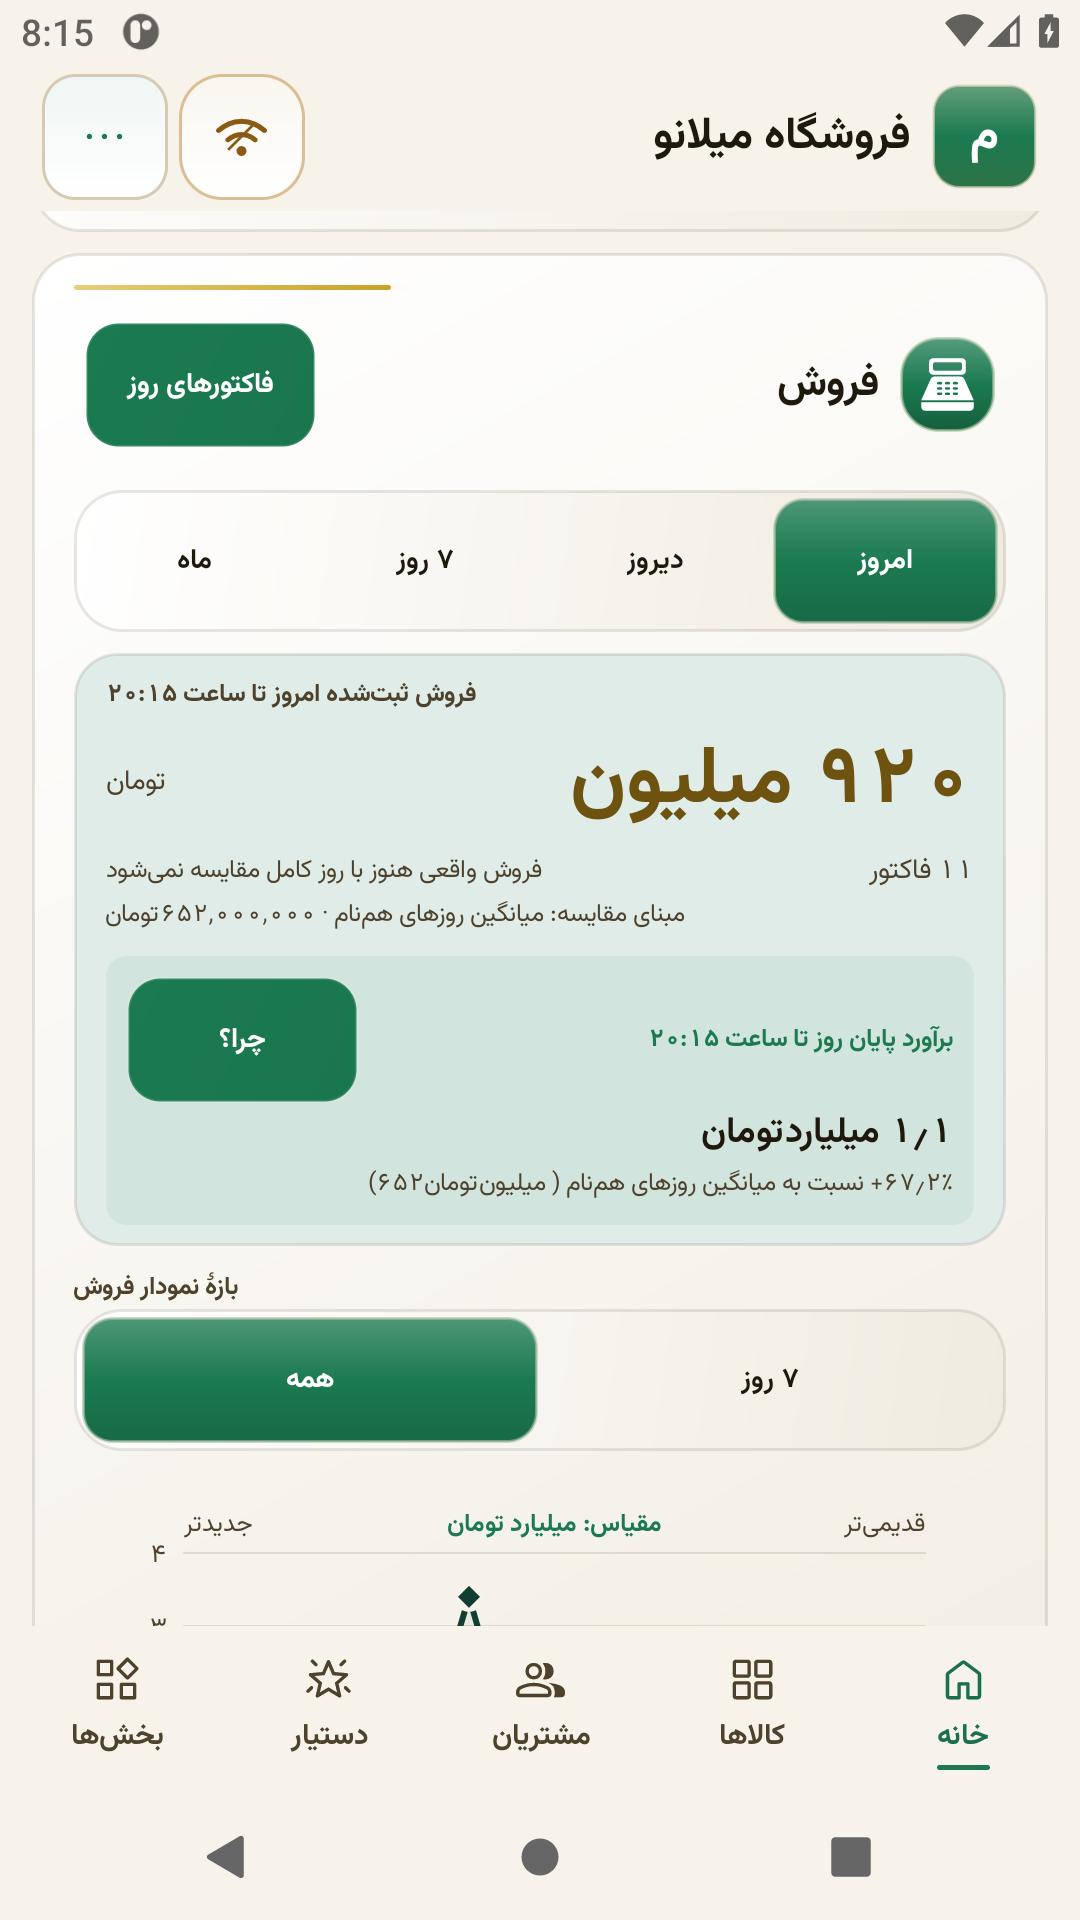 8:15
فروشگاه میلانو
م
فروش
فاکتورهای روز
امروز
دیروز
۷ روز
ماه
فروش ثبت‌شده امروز تا ساعت ۲۰:۱۵
۹۲۰ میلیون
تومان
۱۱ فاکتور
فروش واقعی هنوز با روز کامل مقایسه نمی‌شود
مبنای مقایسه: میانگین روزهای هم‌نام · ۶۵۲,۰۰۰,۰۰۰ تومان
برآورد پایان روز تا ساعت ۲۰:۱۵
چرا؟
۱٫۱ میلیاردتومان
+۶۷٫۲٪ نسبت به میانگین روزهای هم‌نام ( میلیون‌تومان۶۵۲)
بازهٔ نمودار فروش
۷ روز
همه
قدیمی‌تر
مقیاس: میلیارد تومان
جدیدتر
۴
۳
خانه
کالاها
مشتریان
دستیار
بخش‌ها